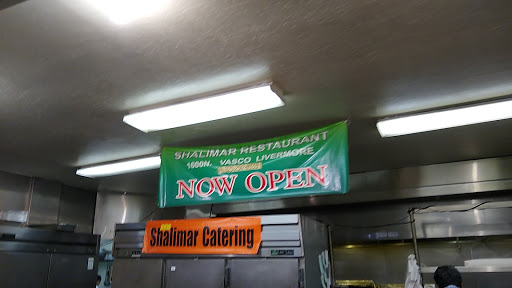 SHALIMAR RESTAURANT
1600N. VASCO LIVERMORE
NOW OPEN
Shalimar Catering